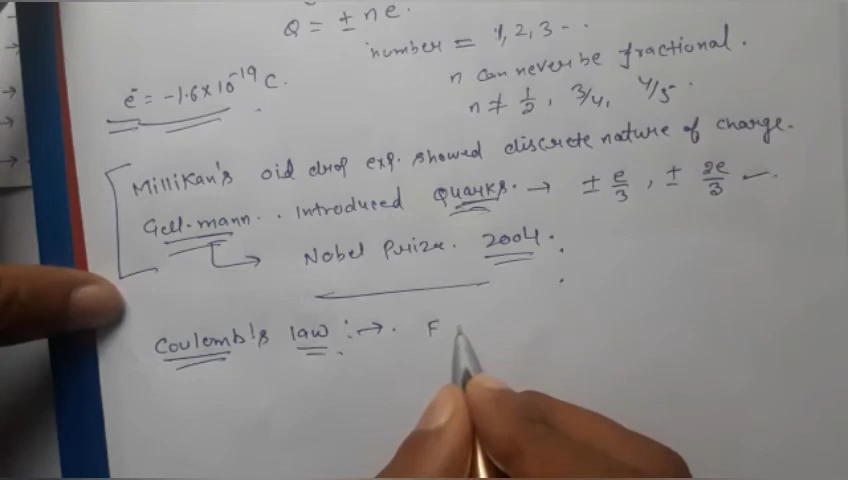 Q = ± ne.
number = 1, 2, 3 - -
n can never be fractional.
e⁻ = -1.6 × 10⁻¹⁹ C.
n ≠ 1/2, 3/4, 4/5
Millikan's oid drop exp. showed discrete nature of charge.
Gell-mann.. introduced Quarks. → ± e/3, ± 2e/3
Nobel Prize. 2004.
Coulomb's law :→. F